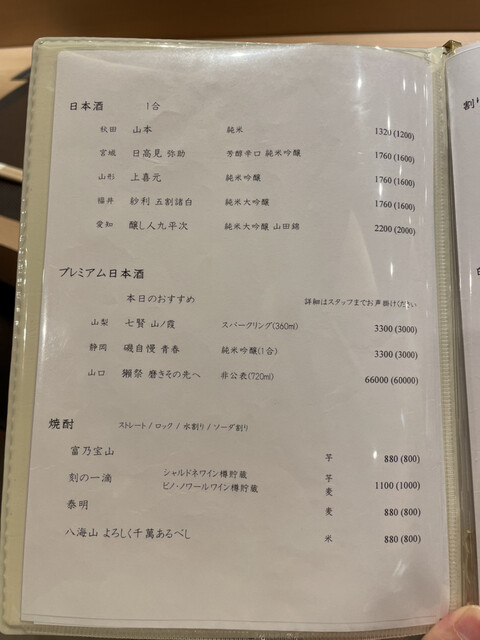 日本酒 1合
秋田 山本 純米 1320 (1200)
宮城 日高見 弥助 芳醇辛口 純米吟醸 1760 (1600)
山形 上喜元 純米吟醸 1760 (1600)
福井 紗利 五割諸白 純米大吟醸 1760 (1600)
愛知 醸し人九平次 純米大吟醸 山田錦 2200 (2000)
プレミアム日本酒
本日のおすすめ 詳細はスタッフまでお声掛けください
山梨 七賢 山ノ霞 スパークリング(360ml) 3300 (3000)
静岡 磯自慢 青春 純米吟醸(1合) 3300 (3000)
山口 獺祭 磨きその先へ 非公表(720ml) 66000 (60000)
焼酎 ストレート / ロック / 水割り / ソーダ割り
富乃宝山 芋 880 (800)
刻の一滴 シャルドネワイン樽貯蔵 芋 1100 (1000)
ピノ・ノワールワイン樽貯蔵 麦
泰明 麦 880 (800)
八海山 よろしく千萬あるべし 米 880 (800)
割り